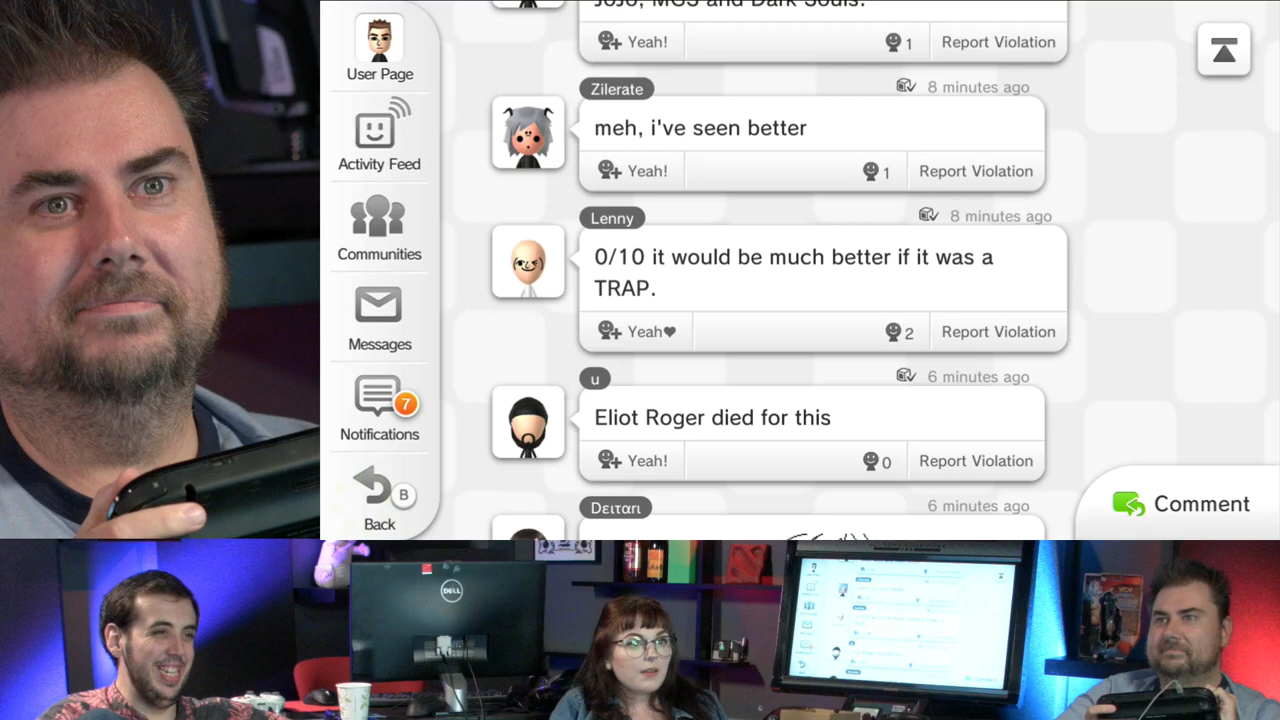 JoJo, MGS and Dark Souls.
Yeah!
1
Report Violation
User Page
Zilerate
8 minutes ago
meh, i've seen better
Yeah!
1
Report Violation
Activity Feed
Lenny
8 minutes ago
0/10 it would be much better if it was a
TRAP.
Yeah♥
2
Report Violation
Communities
Messages
u
6 minutes ago
Eliot Roger died for this
Yeah!
0
Report Violation
7
Notifications
Dειταrι
6 minutes ago
B
Back
Comment
DELL